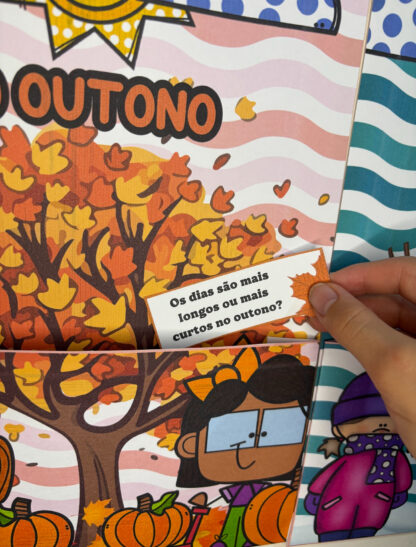 O OUTONO
Os dias são mais
longos ou mais
curtos no outono?